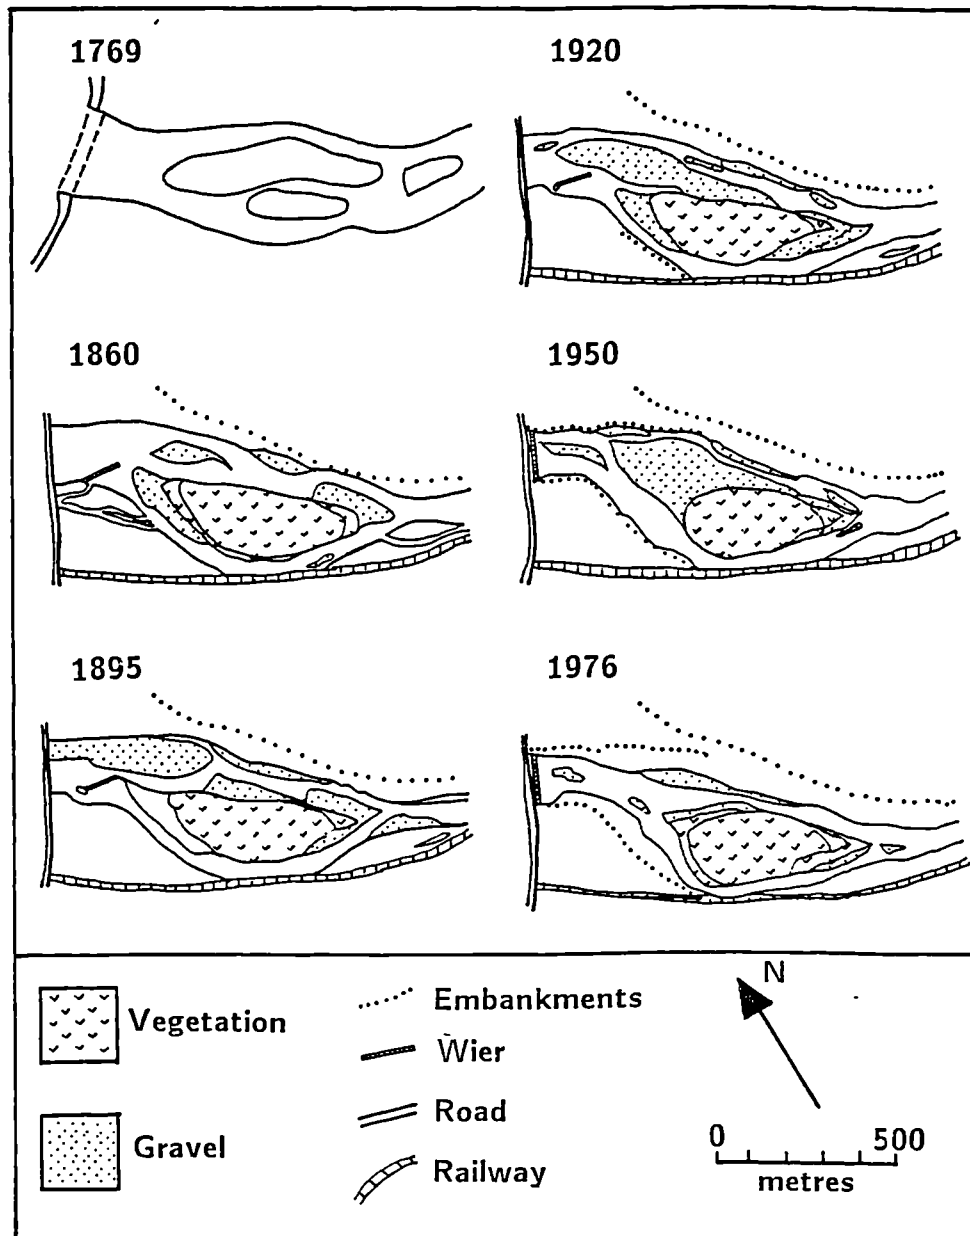 1769
1920
1860
1950
1895
1976
Vegetation
Gravel
Embankments
Wier
Road
Railway
N
0 500
metres